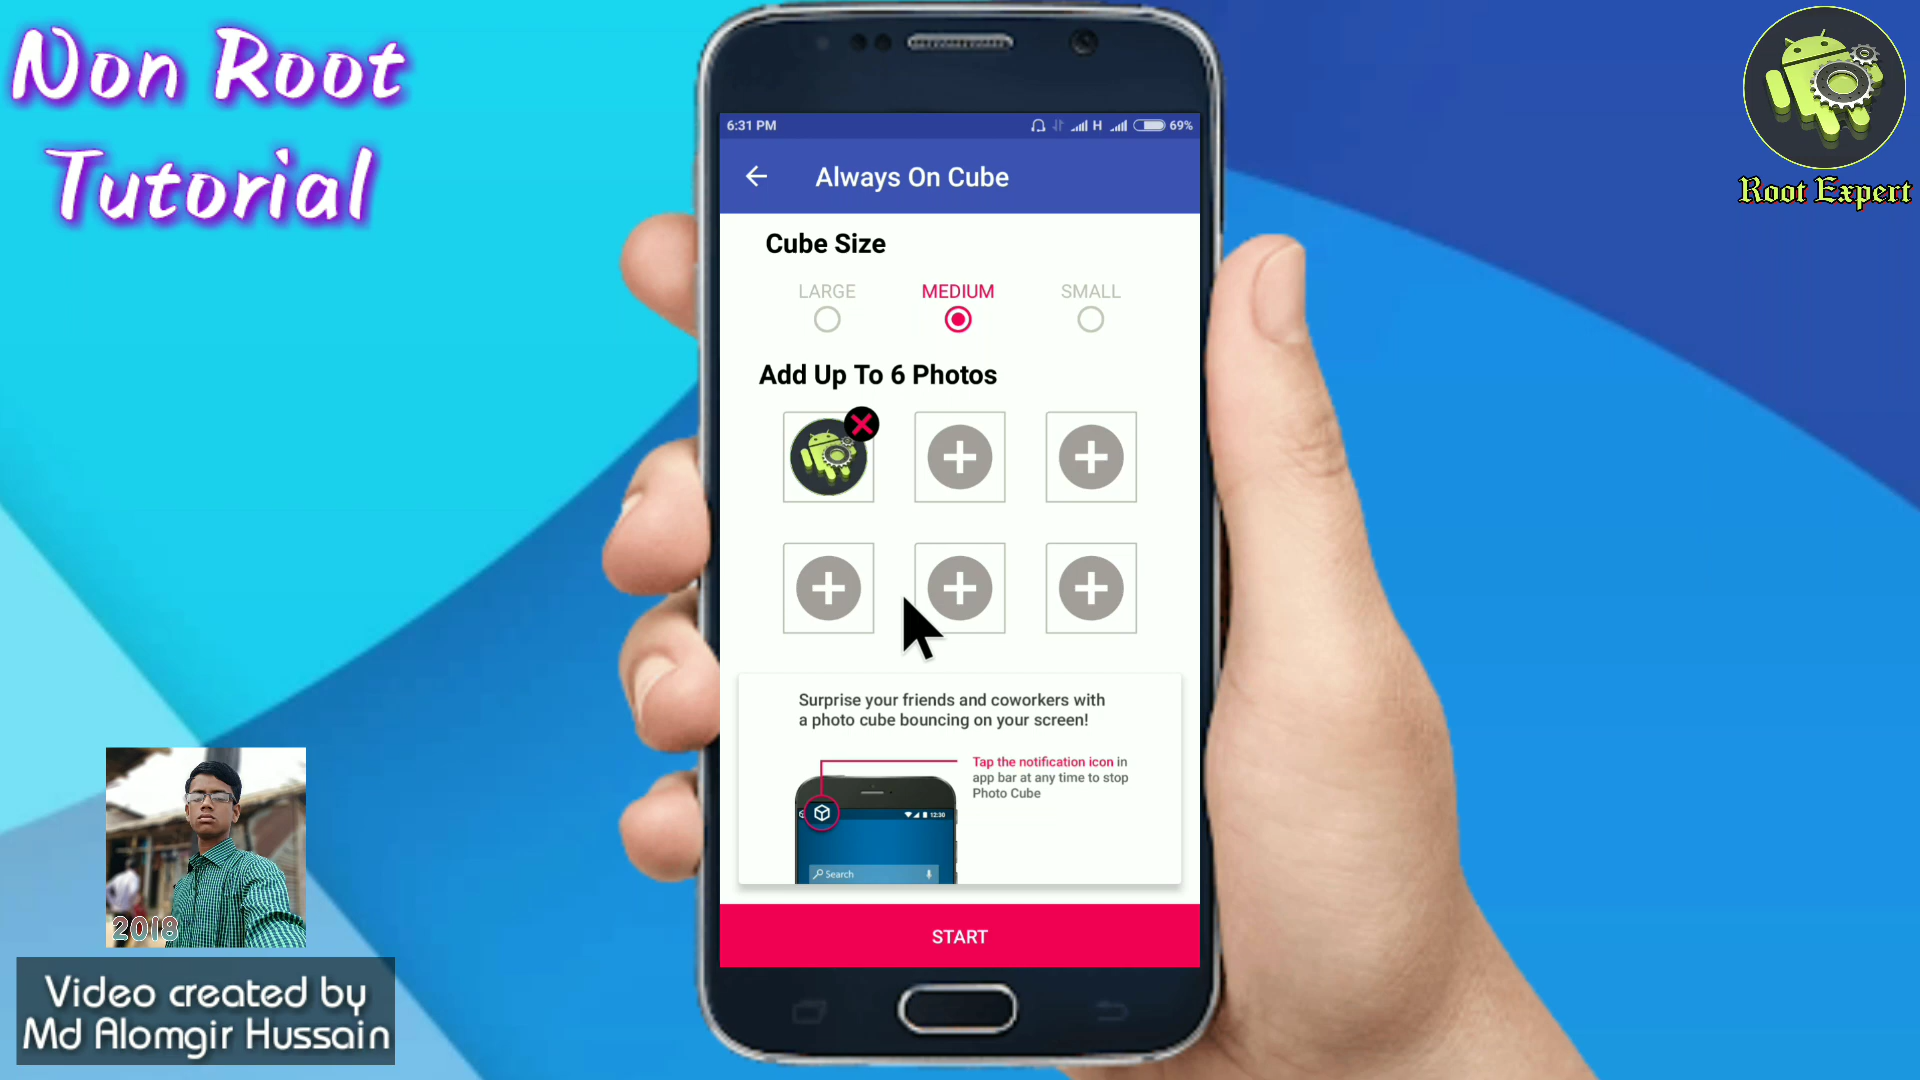 Non Root
Tutorial
Root Expert
6:31 PM
H
69%
Always On Cube
Cube Size
LARGE
MEDIUM
SMALL
Add Up To 6 Photos
Surprise your friends and coworkers with
a photo cube bouncing on your screen!
Tap the notification icon in
app bar at any time to stop
Photo Cube
12:30
Search
START
2018
Video created by
Md Alomgir Hussain